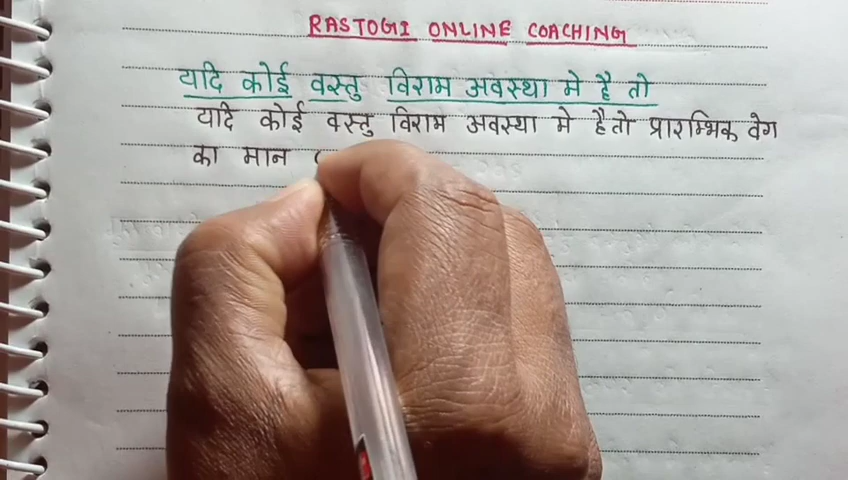 RASTOGI ONLINE COACHING
यदि कोई वस्तु विराम अवस्था मे है तो
यदि कोई वस्तु विराम अवस्था मे है तो प्रारम्भिक वेग
का मान